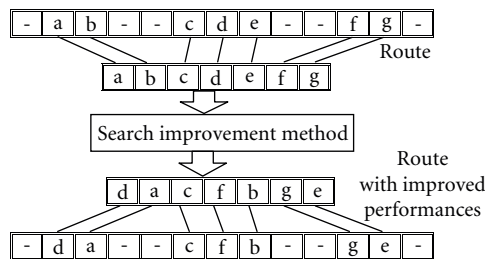 - a b - - c d e - - f g -
Route
a b c d e f g
Search improvement method
Route
with improved
performances
d a c f b g e
- d a - - c f b - - g e -